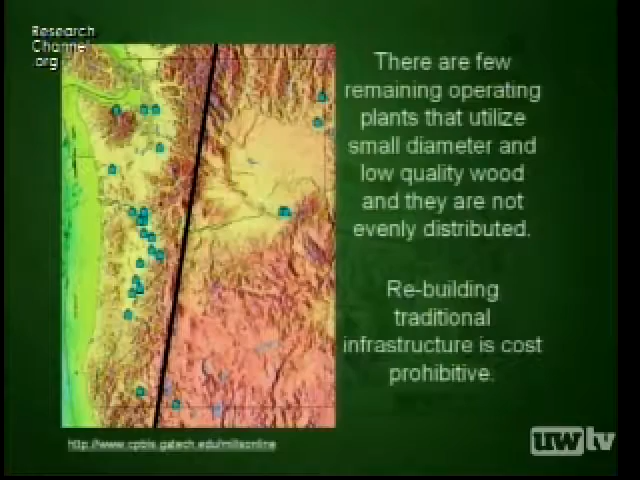 Research
Channel
.org
There are few
remaining operating
plants that utilize
small diameter and
low quality wood
and they are not
evenly distributed.
Re-building
traditional
infrastructure is cost
prohibitive.
http://www.cpbis.gatech.edu/millsonline
uwtv